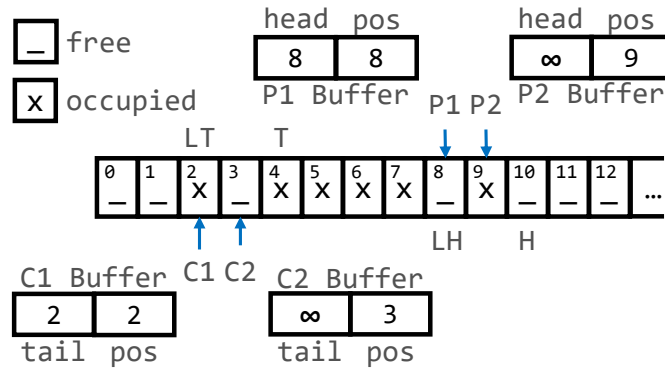 head pos head pos
_ free 8 8 ∞ 9
P1 Buffer P2 Buffer
x occupied P1 P2
LT T
0 1 2 3 4 5 6 7 8 9 10 11 12
_ _ x _ x x x x _ x _ _ _ …
LH H
C1 Buffer C1 C2 C2 Buffer
2 2 ∞ 3
tail pos tail pos